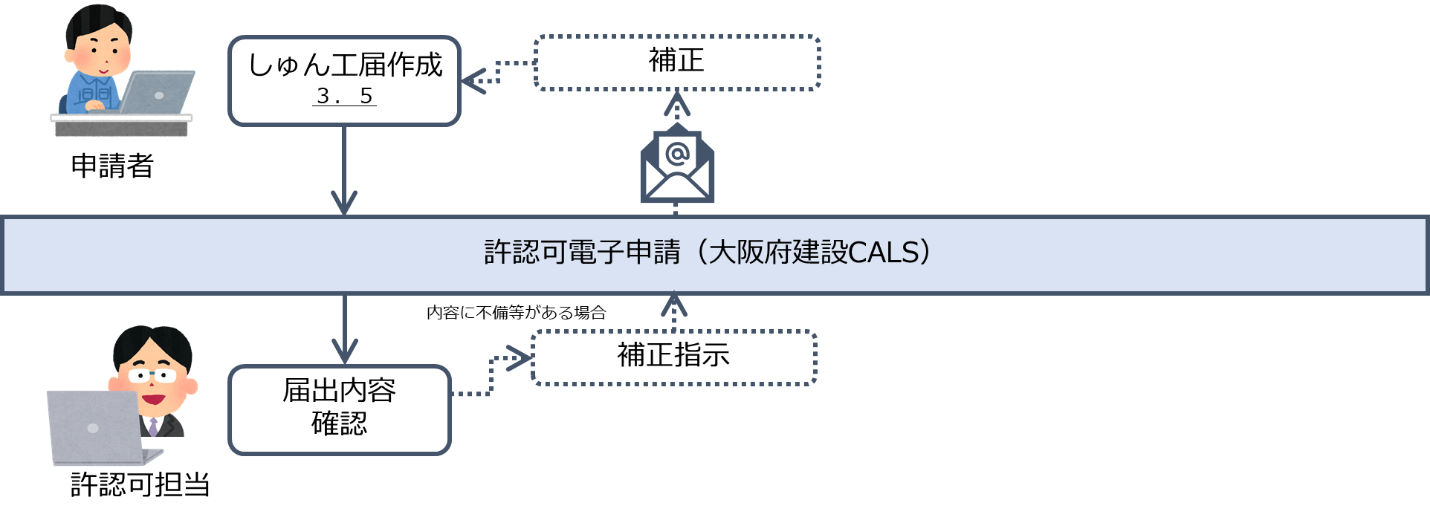 しゅん工届作成
３．５
補正
@
申請者
許認可電子申請（大阪府建設CALS）
内容に不備等がある場合
補正指示
届出内容
確認
許認可担当